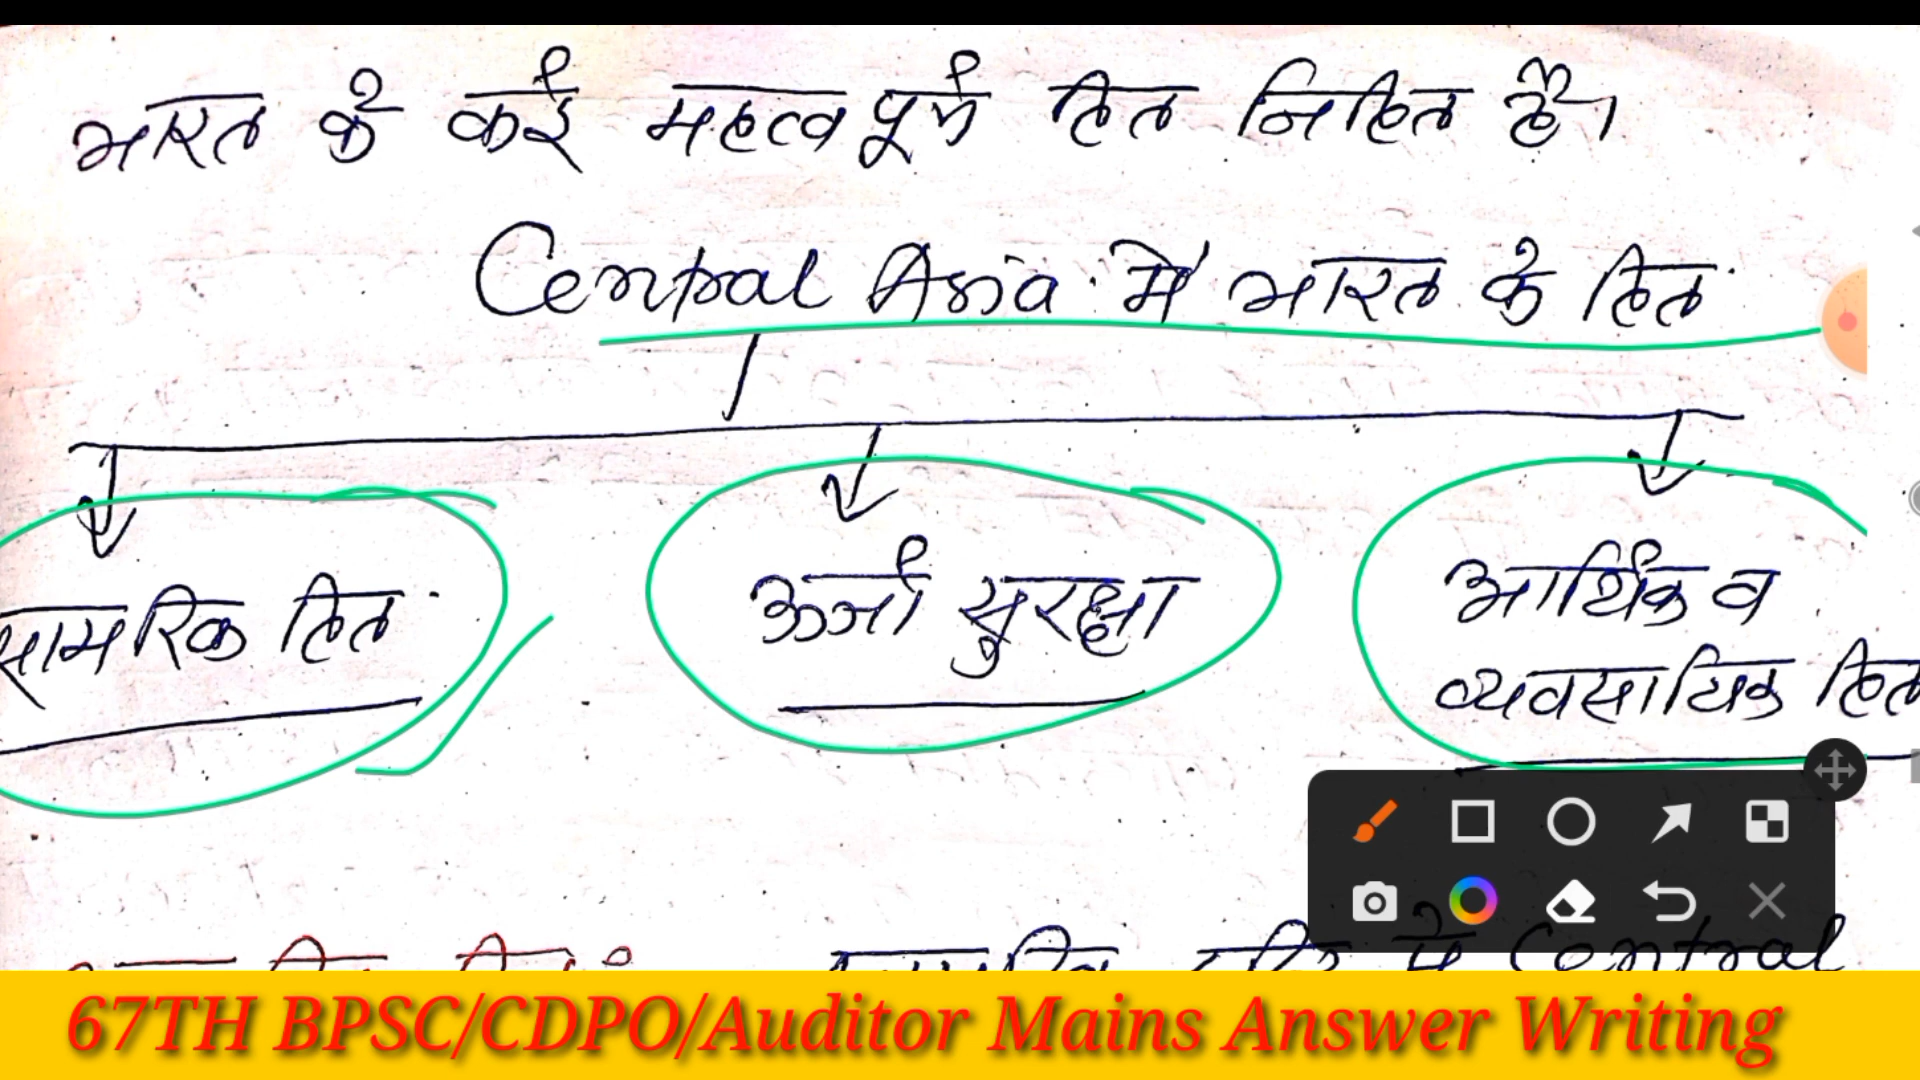 भारत के कई महत्वपूर्ण हित निहित हैं।
Central Asia में भारत के हित
सामरिक हित
ऊर्जा सुरक्षा
आर्थिक व
व्यवसायिक हित
में Central
67TH BPSC/CDPO/Auditor Mains Answer Writing